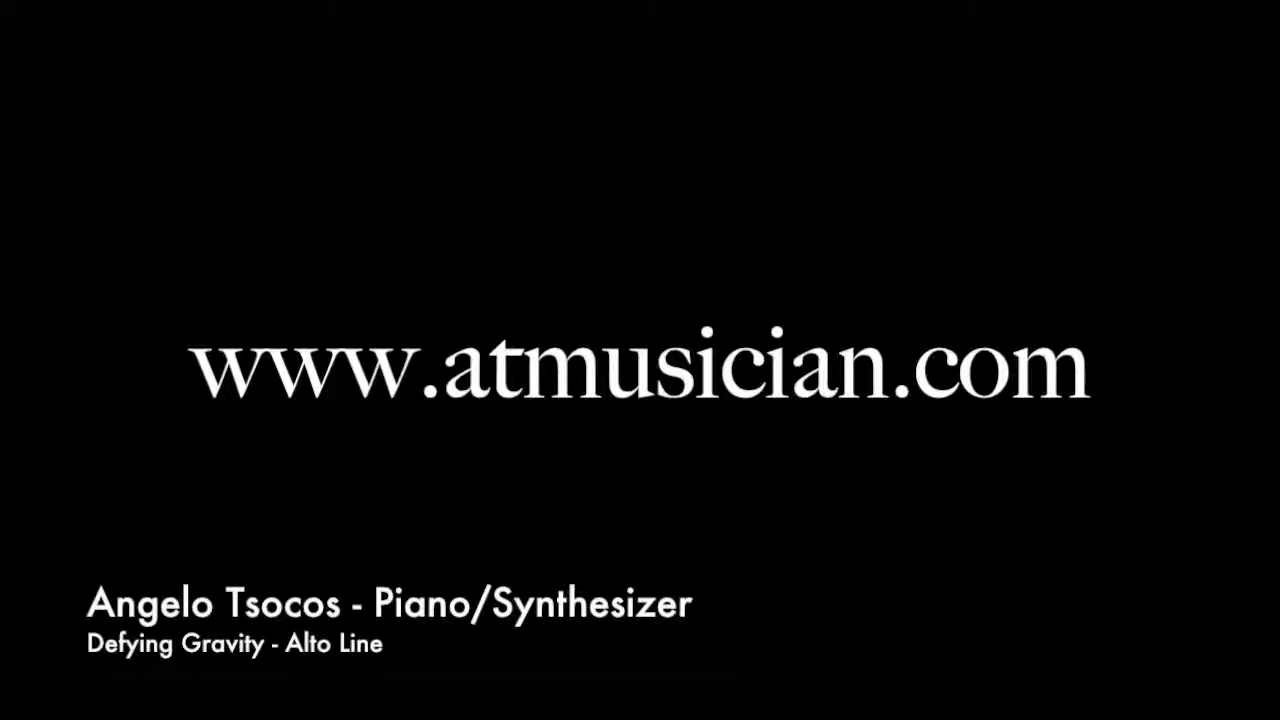 www.atmusician.com
Angelo Tsocos - Piano/Synthesizer
Defying Gravity - Alto Line